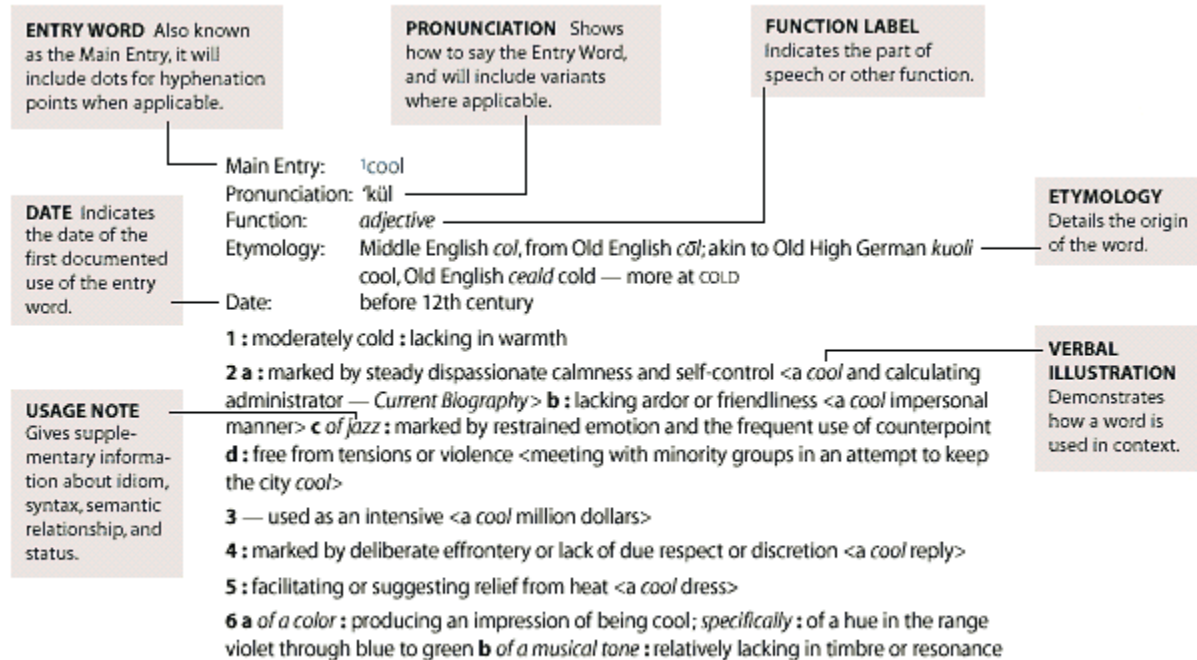 ENTRY WORD Also known
as the Main Entry, it will
include dots for hyphenation
points when applicable.
PRONUNCIATION Shows
how to say the Entry Word,
and will include variants
where applicable.
FUNCTION LABEL
Indicates the part of
speech or other function.
Main Entry: ¹cool
Pronunciation: ˈkül
Function: adjective
Etymology: Middle English col, from Old English cōl; akin to Old High German kuoli
cool, Old English ceald cold — more at COLD
Date: before 12th century
DATE Indicates
the date of the
first documented
use of the entry
word.
ETYMOLOGY
Details the origin
of the word.
1 : moderately cold : lacking in warmth
2 a : marked by steady dispassionate calmness and self-control <a cool and calculating
administrator — Current Biography> b : lacking ardor or friendliness <a cool impersonal
manner> c of jazz : marked by restrained emotion and the frequent use of counterpoint
d : free from tensions or violence <meeting with minority groups in an attempt to keep
the city cool>
3 — used as an intensive <a cool million dollars>
4 : marked by deliberate effrontery or lack of due respect or discretion <a cool reply>
5 : facilitating or suggesting relief from heat <a cool dress>
6 a of a color : producing an impression of being cool; specifically : of a hue in the range
violet through blue to green b of a musical tone : relatively lacking in timbre or resonance
VERBAL
ILLUSTRATION
Demonstrates
how a word is
used in context.
USAGE NOTE
Gives supple-
mentary informa-
tion about idiom,
syntax, semantic
relationship, and
status.